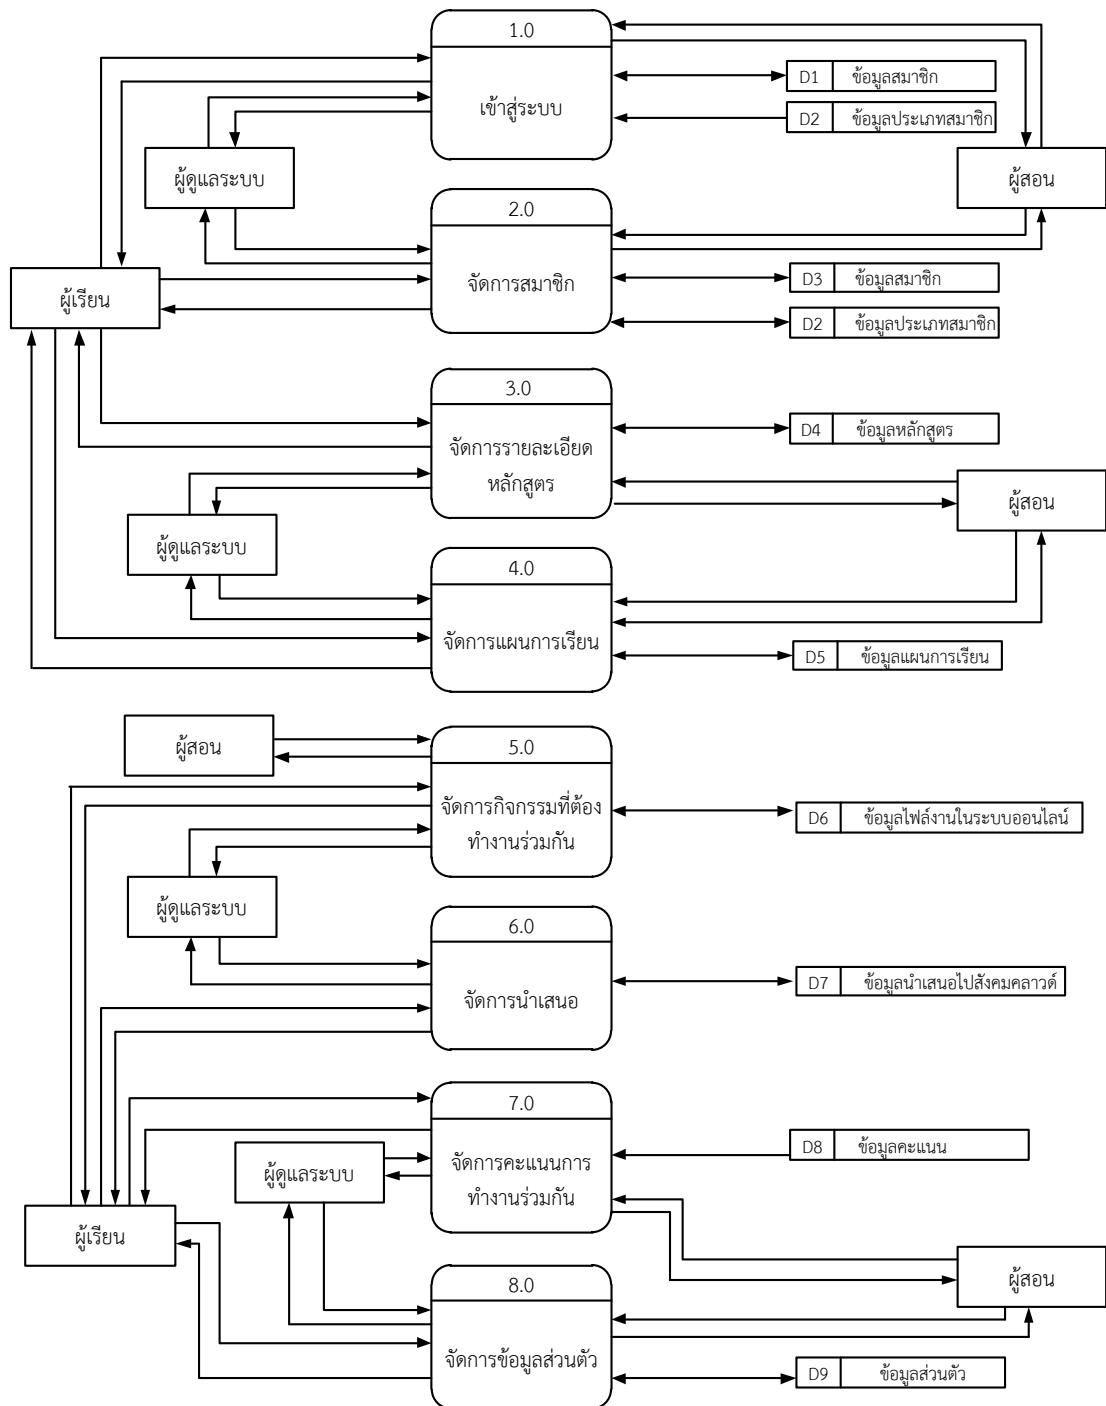 1.0
เข้าสู่ระบบ
D1 ข้อมูลสมาชิก
D2 ข้อมูลประเภทสมาชิก
ผู้ดูแลระบบ
ผู้สอน
2.0
จัดการสมาชิก
ผู้เรียน
D3 ข้อมูลสมาชิก
D2 ข้อมูลประเภทสมาชิก
3.0
จัดการรายละเอียด
หลักสูตร
D4 ข้อมูลหลักสูตร
ผู้สอน
ผู้ดูแลระบบ
4.0
จัดการแผนการเรียน
D5 ข้อมูลแผนการเรียน
ผู้สอน
5.0
จัดการกิจกรรมที่ต้อง
ทำงานร่วมกัน
D6 ข้อมูลไฟล์งานในระบบออนไลน์
ผู้ดูแลระบบ
6.0
จัดการนำเสนอ
D7 ข้อมูลนำเสนอไปสังคมคลาวด์
7.0
จัดการคะแนนการ
ทำงานร่วมกัน
D8 ข้อมูลคะแนน
ผู้ดูแลระบบ
ผู้เรียน
ผู้สอน
8.0
จัดการข้อมูลส่วนตัว
D9 ข้อมูลส่วนตัว